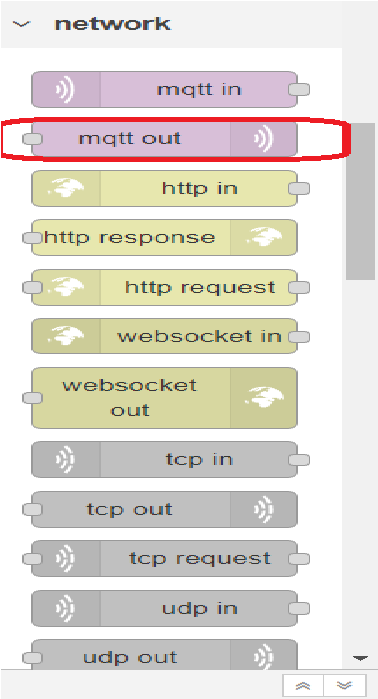 network
mqtt in
mqtt out
http in
http response
http request
websocket in
websocket
out
tcp in
tcp out
tcp request
udp in
udp out